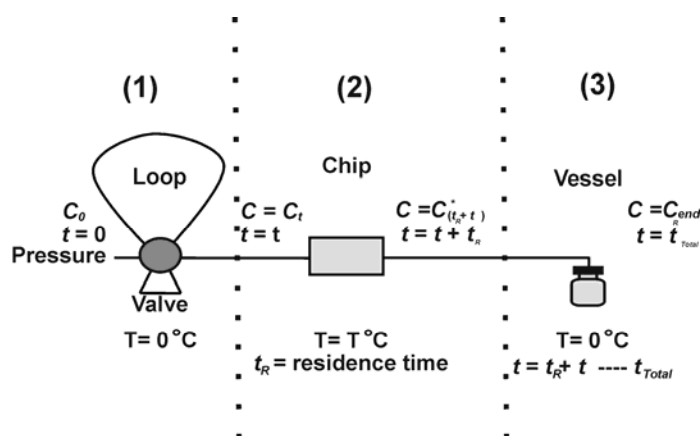 (1)
Loop
C₀
t = 0
Pressure
Valve
T= 0°C
(2)
Chip
C = Cₜ
t = t
C=C*(tR+ t )
t = t + tR
T= T°C
tR = residence time
(3)
Vessel
C=CRend
t = tTotal
T= 0°C
t = tR+ t ---- tTotal